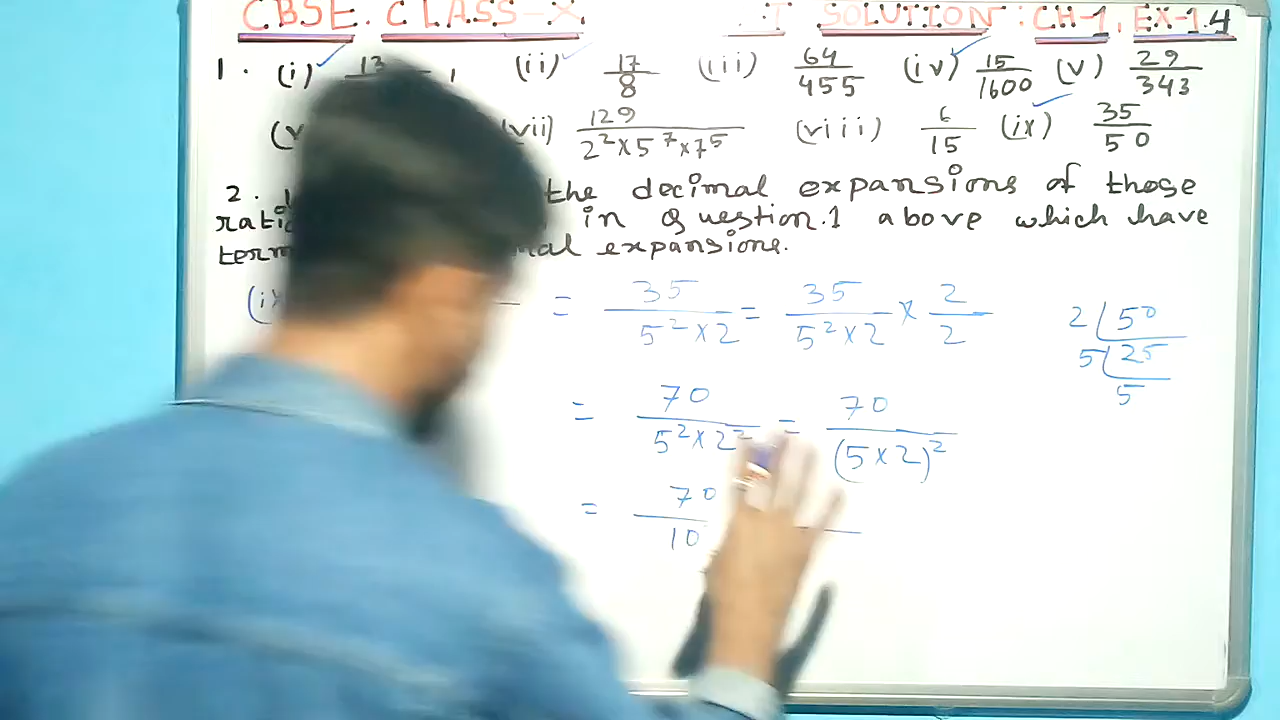 CBSE. CLASS-X T SOLUTION : CH-1, EX-1.4
1. (i) 13 (ii) 17/8 (iii) 64/455 (iv) 15/1600 (v) 29/343
(vii) 129/2²×5⁷×7⁵ (viii) 6/15 (ix) 35/50
2. the decimal expansions of those
in question.1 above which have
expansions.
= 35/5²×2 = 35/5²×2 × 2/2
2 50
5 25
5
= 70/5²×2² = 70/(5×2)²
= 70/10